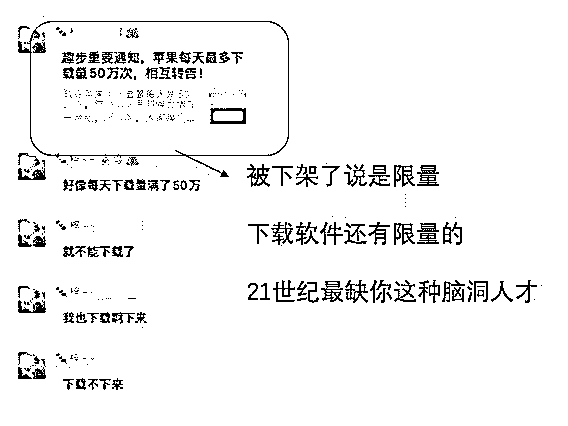 趣步重要通知，苹果每天最多下
载量50万次，相互转告！
好像每天下载量满了50万
就不能下载了
我也下载不下来
下载不下来
被下架了说是限量
下载软件还有限量的
21世纪最缺你这种脑洞人才